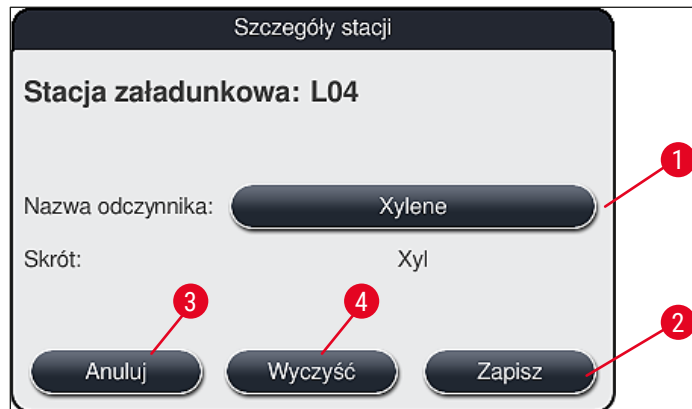 Szczegóły stacji
Stacja załadunkowa: L04
1
Nazwa odczynnika: Xylene
Skrót: Xyl
3 4 2
Anuluj Wyczyść Zapisz